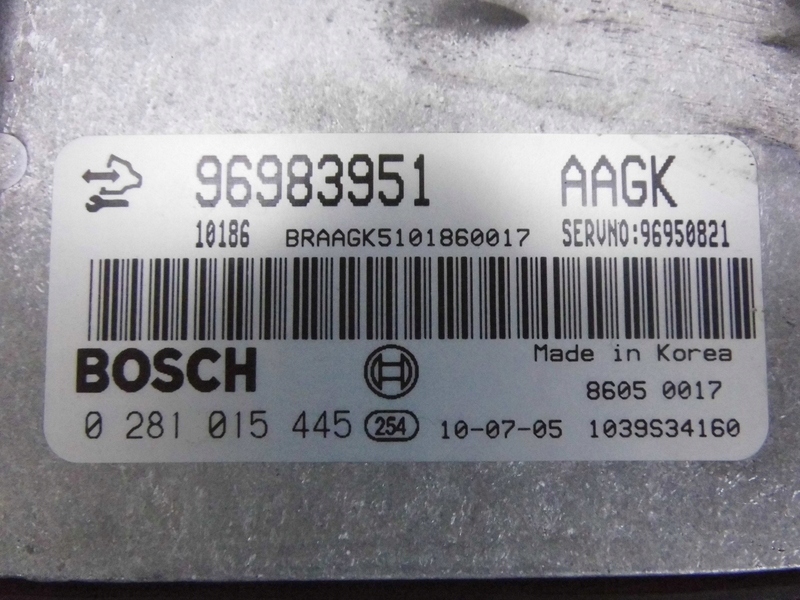 96983951 AAGK
10186 BRAAGK5101860017 SERVNO:96950821
BOSCH Made in Korea
8605 0017
0 281 015 445 254 10-07-05 1039S34160